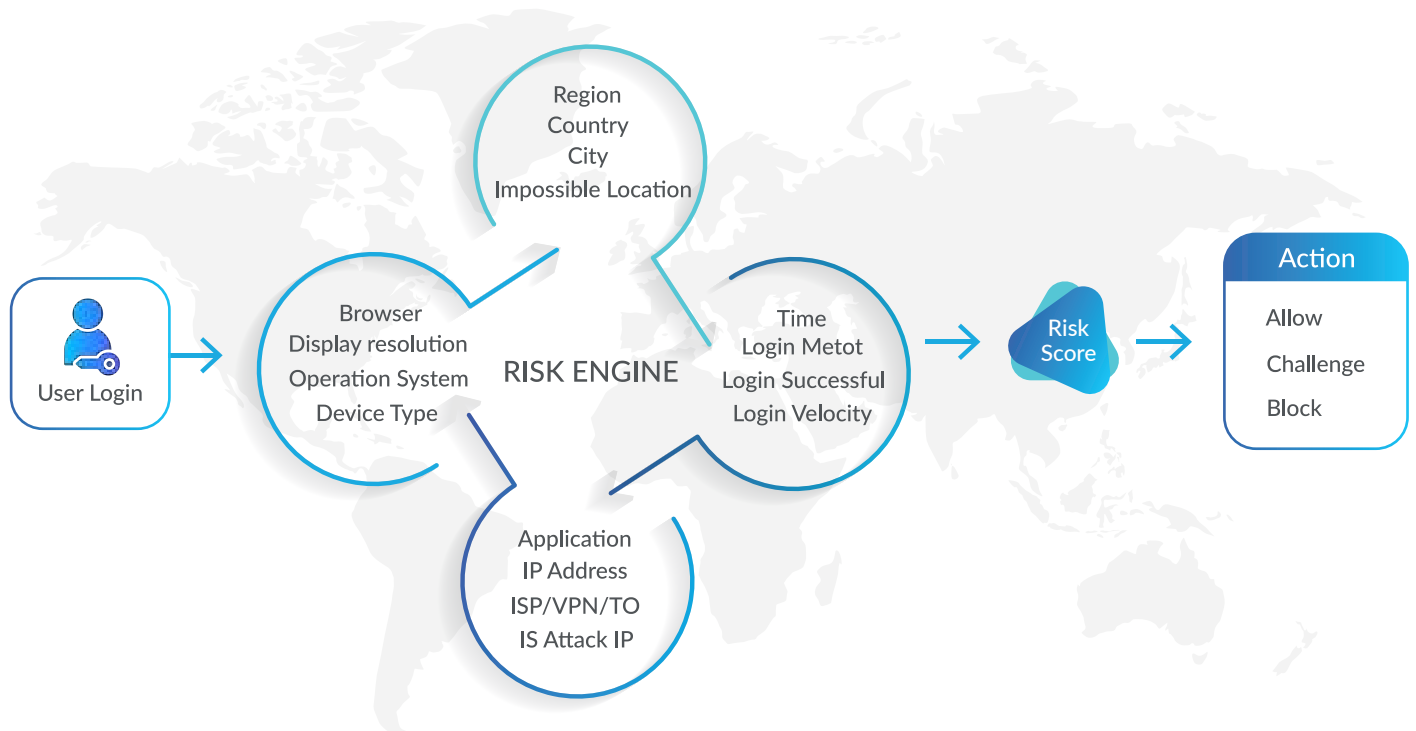 User Login
Browser
Display resolution
Operation System
Device Type
Region
Country
City
Impossible Location
RISK ENGINE
Time
Login Metot
Login Successful
Login Velocity
Application
IP Address
ISP/VPN/TO
IS Attack IP
Risk
Score
Action
Allow
Challenge
Block